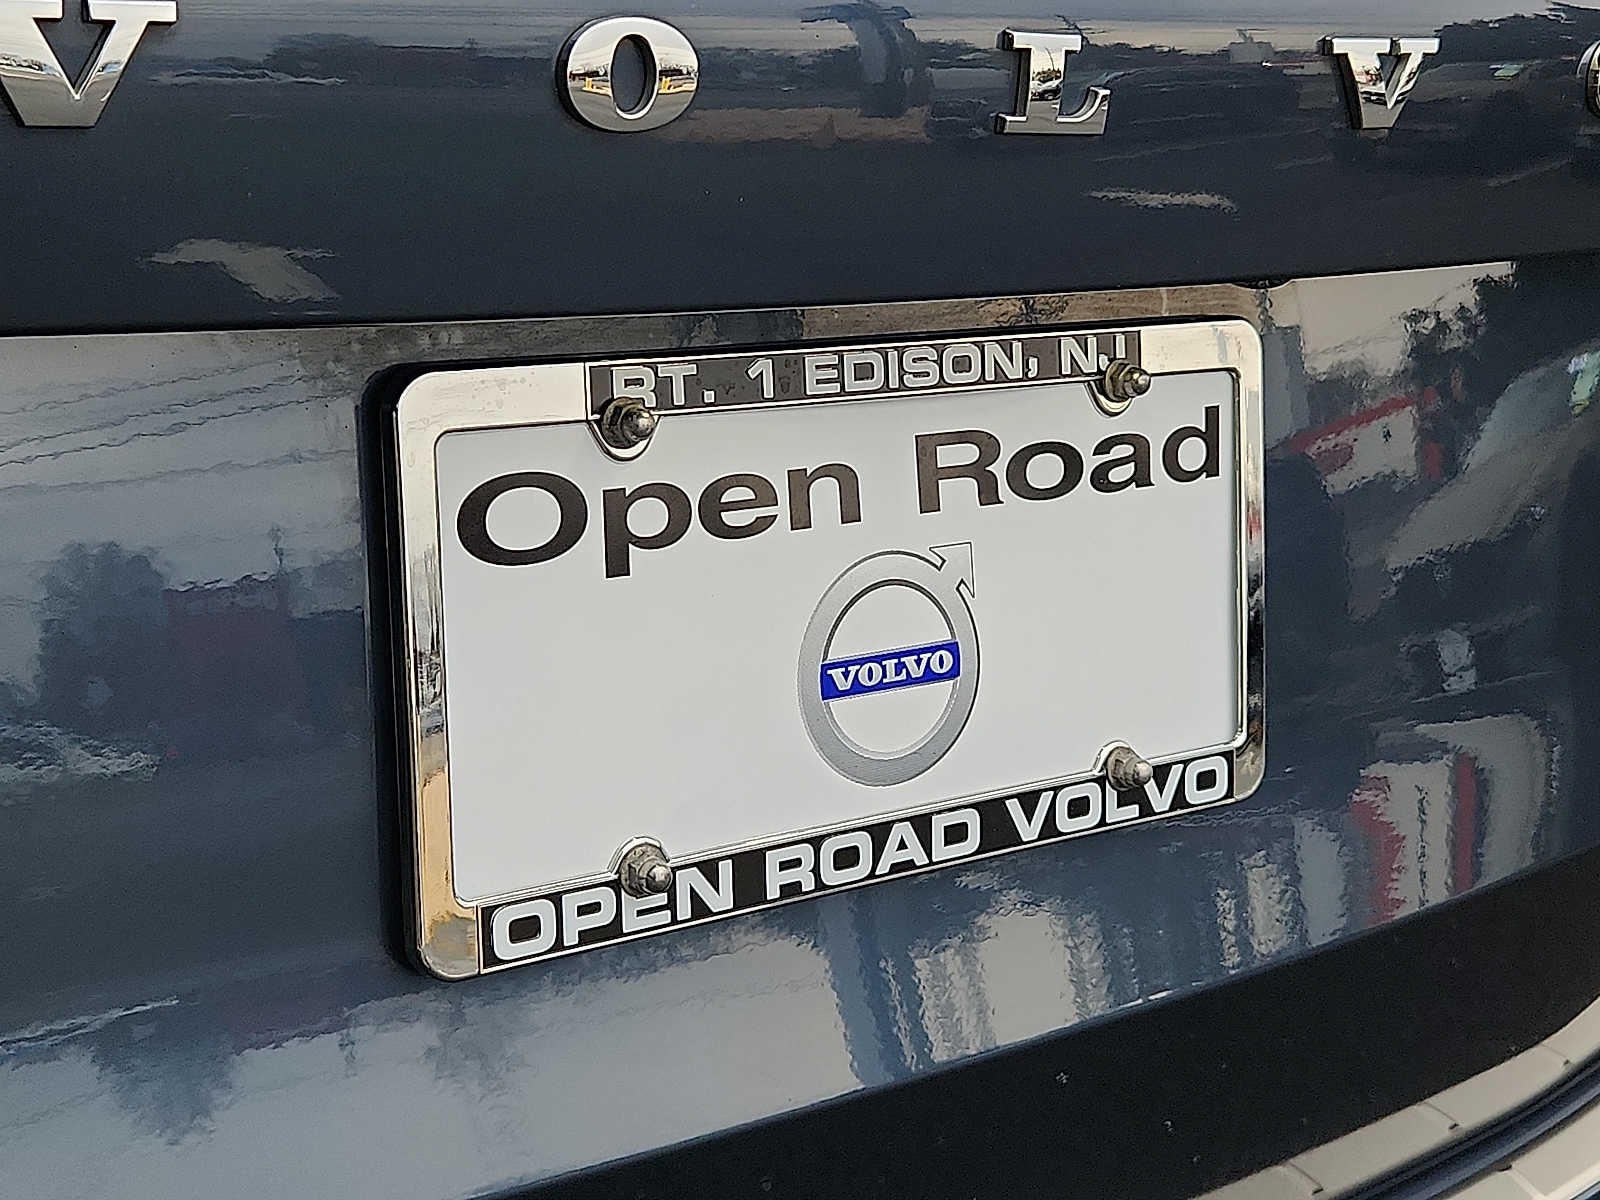 VOLVO
RT. 1 EDISON, NJ
Open Road
VOLVO
OPEN ROAD VOLVO